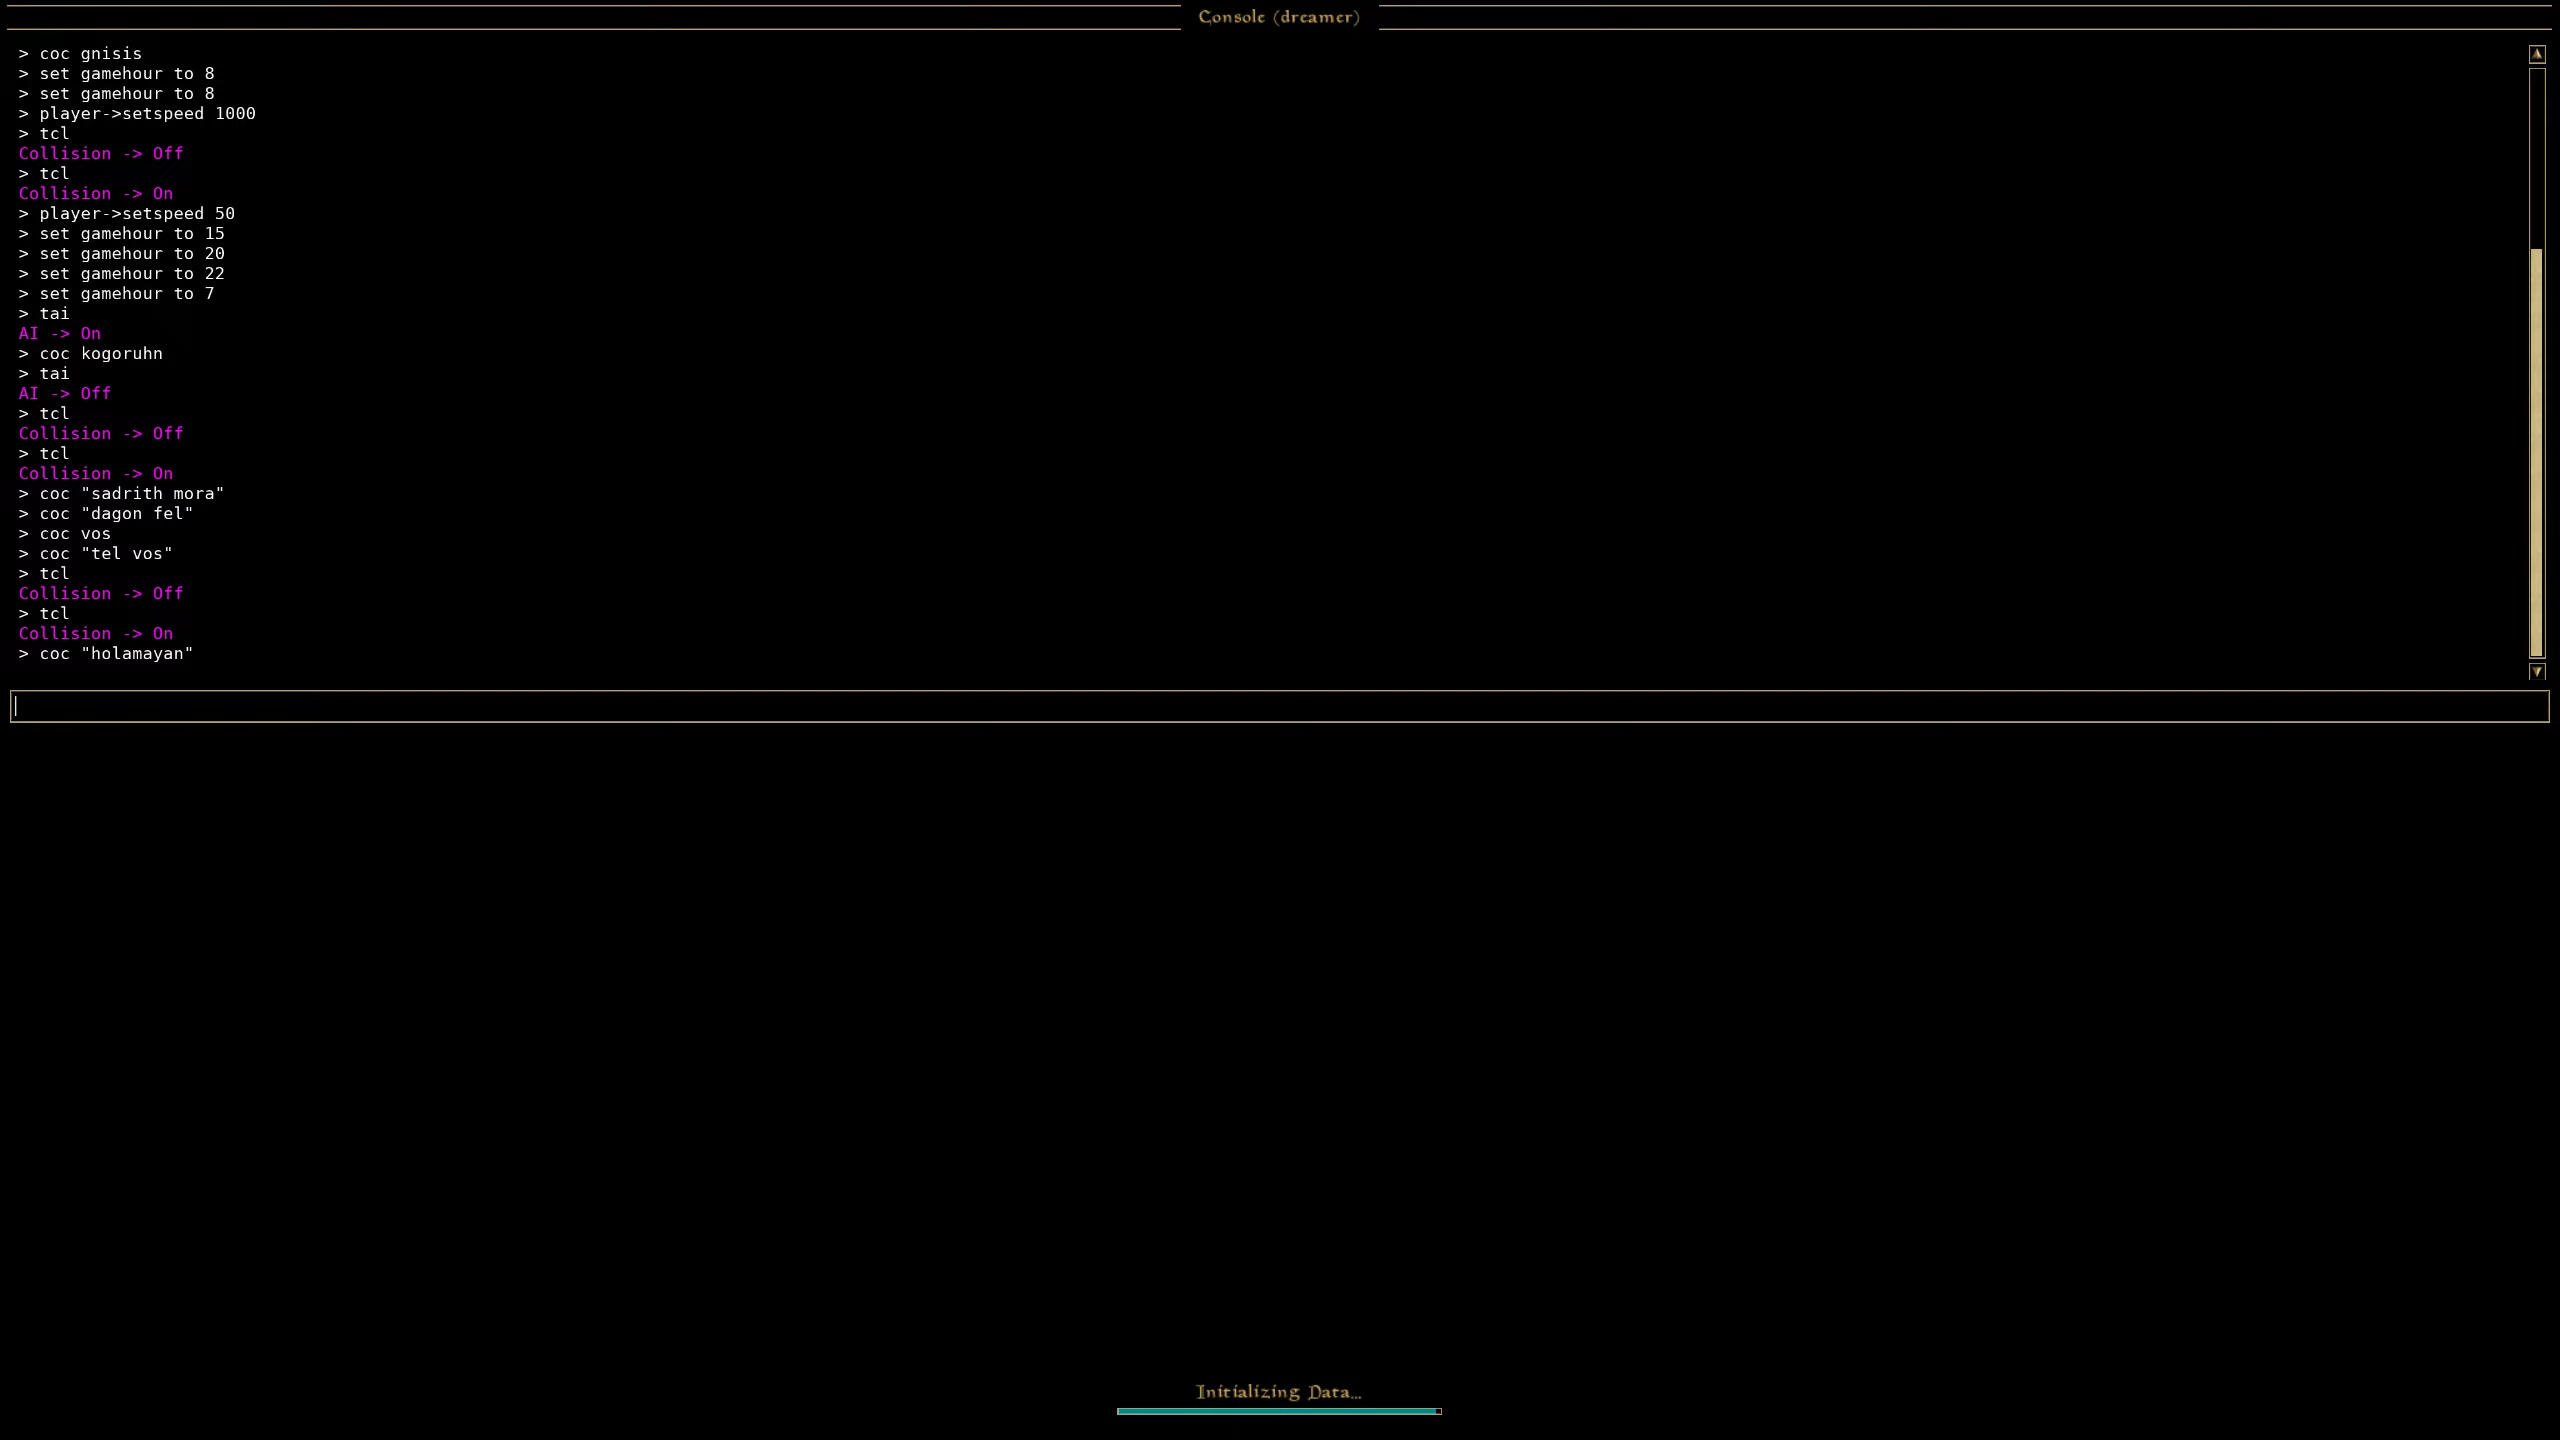 Console (dreamer)
> coc gnisis
> set gamehour to 8
> set gamehour to 8
> player->setspeed 1000
> tcl
Collision -> Off
> tcl
Collision -> On
> player->setspeed 50
> set gamehour to 15
> set gamehour to 20
> set gamehour to 22
> set gamehour to 7
> tai
AI -> On
> coc kogoruhn
> tai
AI -> Off
> tcl
Collision -> Off
> tcl
Collision -> On
> coc "sadrith mora"
> coc "dagon fel"
> coc vos
> coc "tel vos"
> tcl
Collision -> Off
> tcl
Collision -> On
> coc "holamayan"
Initializing Data...